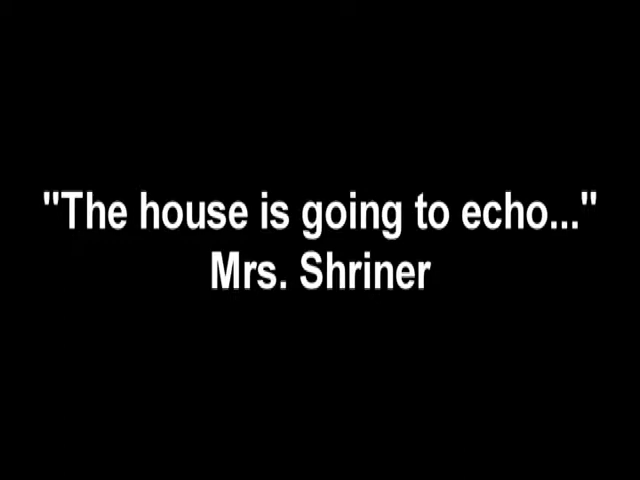 "The house is going to echo..."
Mrs. Shriner